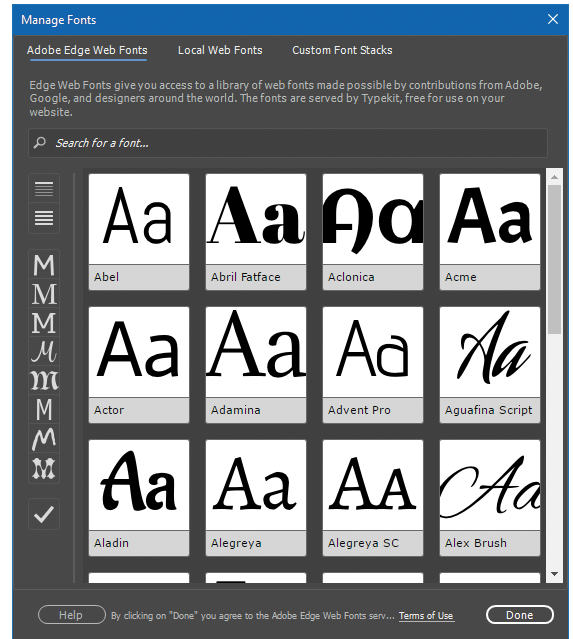 Manage Fonts
Adobe Edge Web Fonts Local Web Fonts Custom Font Stacks
Edge Web Fonts give you access to a library of web fonts made possible by contributions from Adobe,
Google, and designers around the world. The fonts are served by Typekit, free for use on your
website.
Search for a font...
Aa Aa Aa Aa
Abel Abril Fatface Aclonica Acme
M
M
M
M
M
M
M
M
Aa Aa Aa Aa
Actor Adamina Advent Pro Aguafina Script
Aa Aa AA Aa
Aladin Alegreya Alegreya SC Alex Brush
Help By clicking on "Done" you agree to the Adobe Edge Web Fonts serv... Terms of Use Done